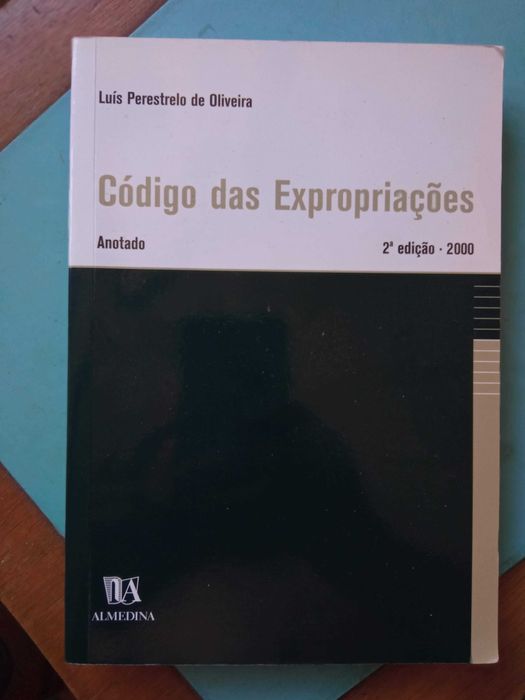 Luís Perestrelo de Oliveira
Código das Expropriações
Anotado 2ª edição · 2000
ALMEDINA